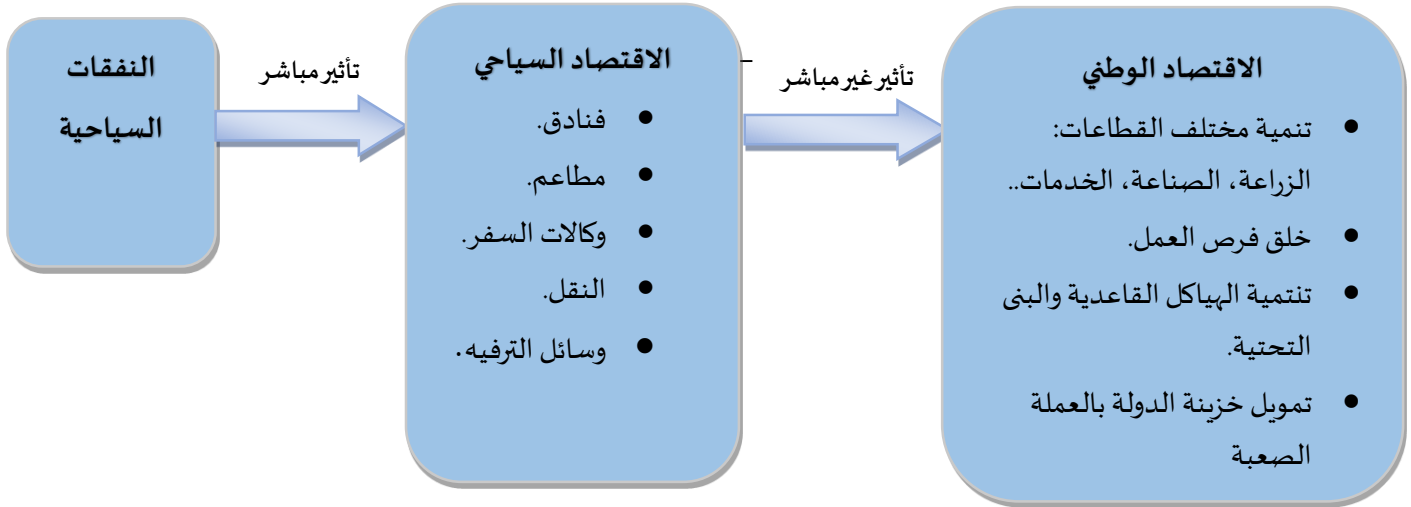 النفقات
السياحية
تأثير مباشر
الاقتصاد السياحي
● فنادق.
● مطاعم.
● وكالات السفر.
● النقل.
● وسائل الترفيه.
–
تأثير غير مباشر
الاقتصاد الوطني
● تنمية مختلف القطاعات:
الزراعة، الصناعة، الخدمات..
● خلق فرص العمل.
● تنتمية الهياكل القاعدية والبنى
التحتية.
● تمويل خزينة الدولة بالعملة
الصعبة